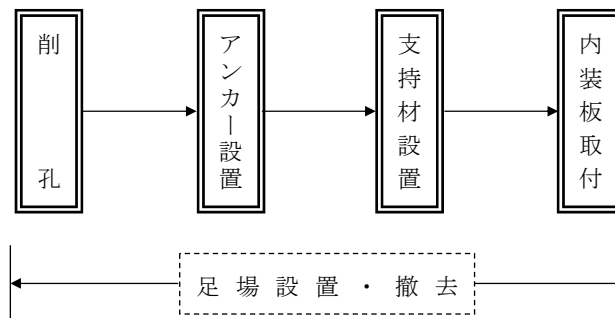 削孔
アンカー設置
支持材設置
内装板取付
足場設置・撤去